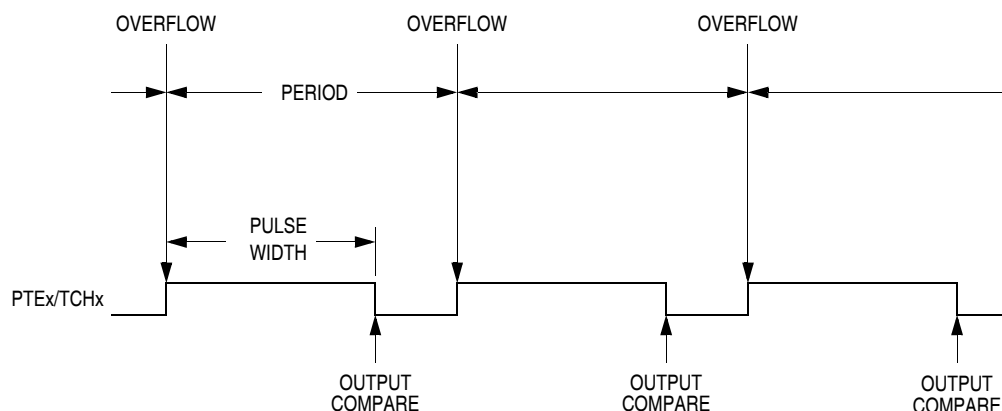 OVERFLOW
OVERFLOW
OVERFLOW
PERIOD
PULSE
WIDTH
PTEx/TCHx
OUTPUT
COMPARE
OUTPUT
COMPARE
OUTPUT
COMPARE